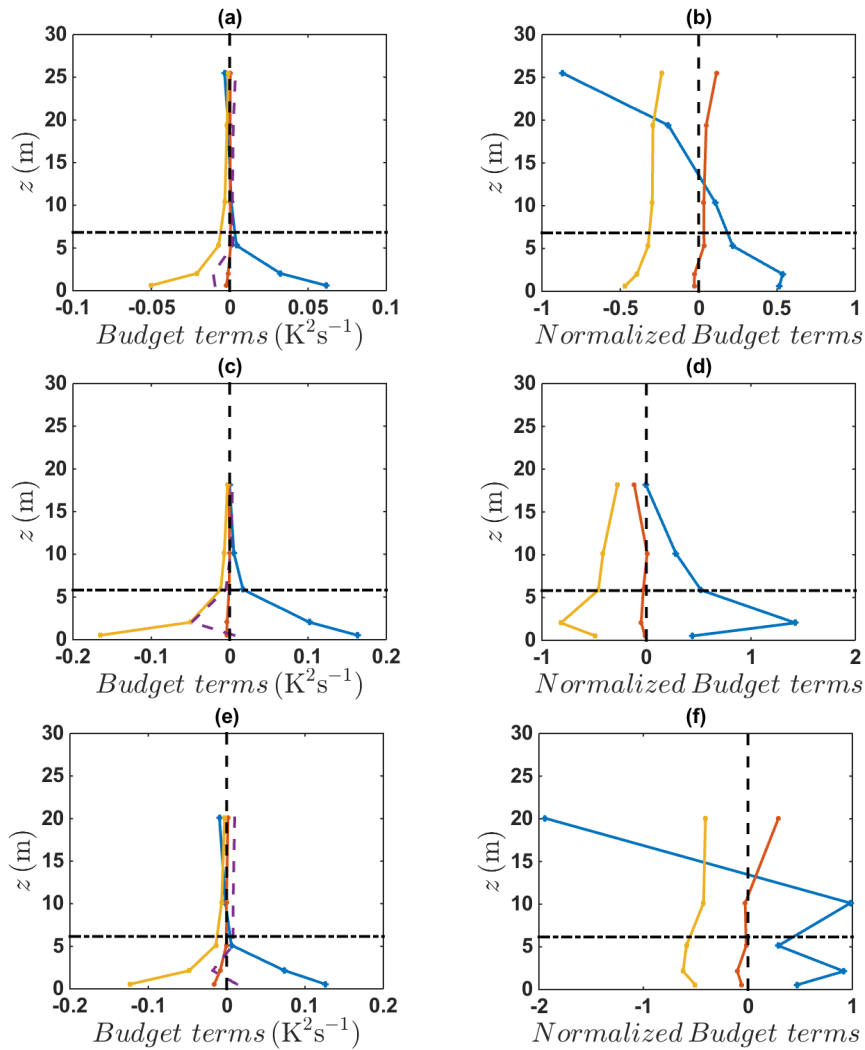 (a)
30
25
20
15
10
5
0
z (m)
-0.1 -0.05 0 0.05 0.1
Budget terms (K²s⁻¹)
(b)
30
25
20
15
10
5
0
z (m)
-1 -0.5 0 0.5 1
Normalized Budget terms
(c)
30
25
20
15
10
5
0
z (m)
-0.2 -0.1 0 0.1 0.2
Budget terms (K²s⁻¹)
(d)
30
25
20
15
10
5
0
z (m)
-1 0 1 2
Normalized Budget terms
(e)
30
25
20
15
10
5
0
z (m)
-0.2 -0.1 0 0.1 0.2
Budget terms (K²s⁻¹)
(f)
30
25
20
15
10
5
0
z (m)
-2 -1 0 1
Normalized Budget terms